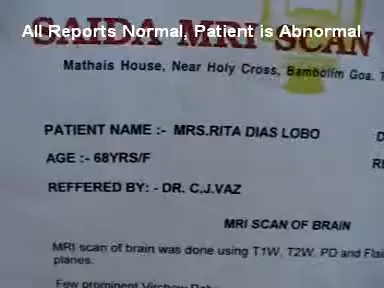 All Reports Normal, Patient is Abnormal
SAIDA MRI SCAN
Mathais House, Near Holy Cross, Bambolim Goa. T
PATIENT NAME :- MRS.RITA DIAS LOBO
AGE :- 68YRS/F
REFFERED BY: - DR. C.J.VAZ
MRI SCAN OF BRAIN
MRI scan of brain was done using T1W, T2W, PD and Flai
planes.
Few prominent Virchow